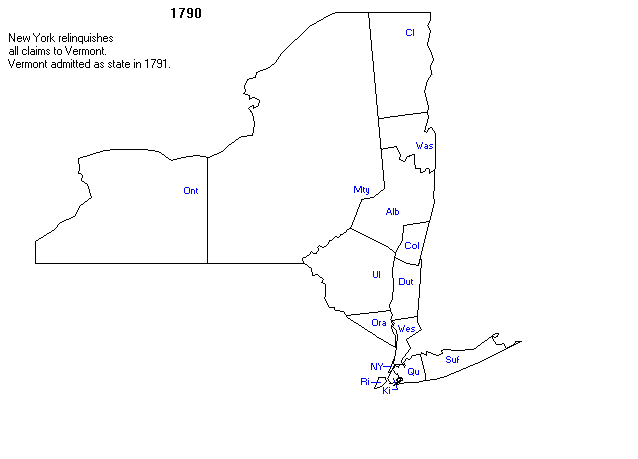 1790
New York relinquishes
all claims to Vermont.
Vermont admitted as state in 1791.
Cl
Was
Ont
Mty
Alb
Col
Ul
Dut
Ora
Wes
Suf
NY
Qu
Ri
Ki